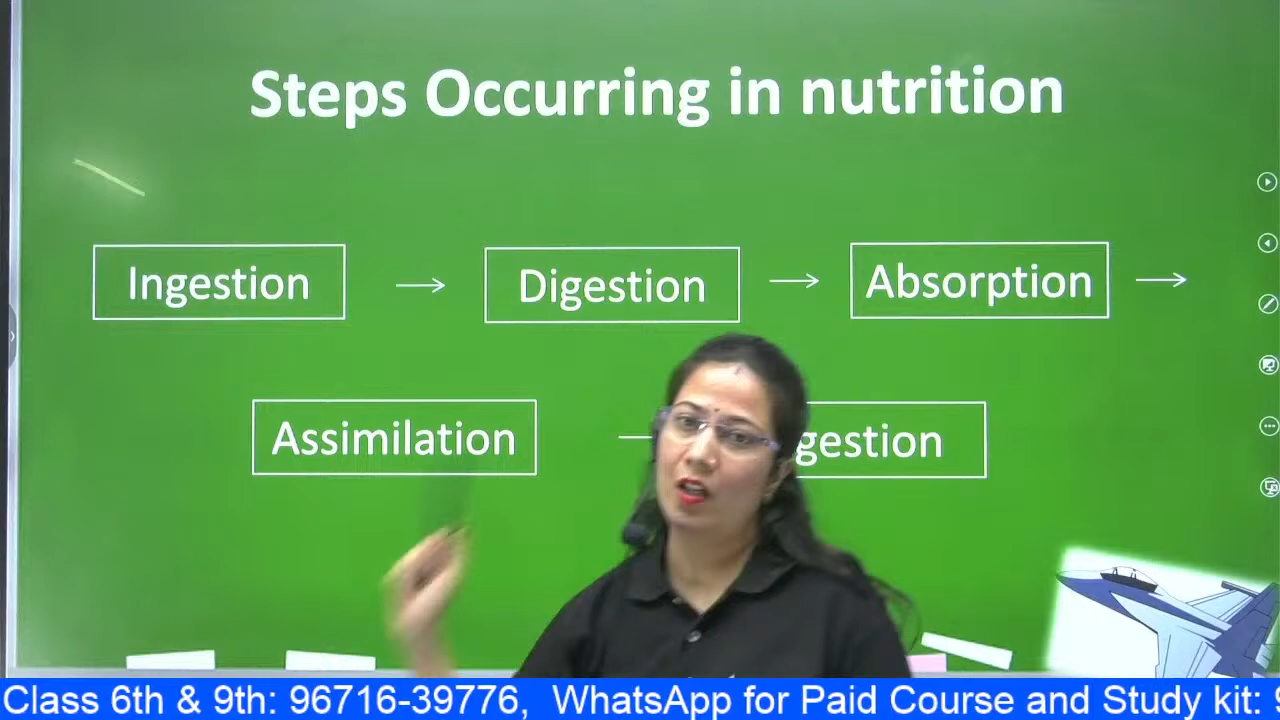 Steps Occurring in nutrition
Ingestion → Digestion → Absorption →
Assimilation gestion
Class 6th & 9th: 96716-39776, WhatsApp for Paid Course and Study kit: